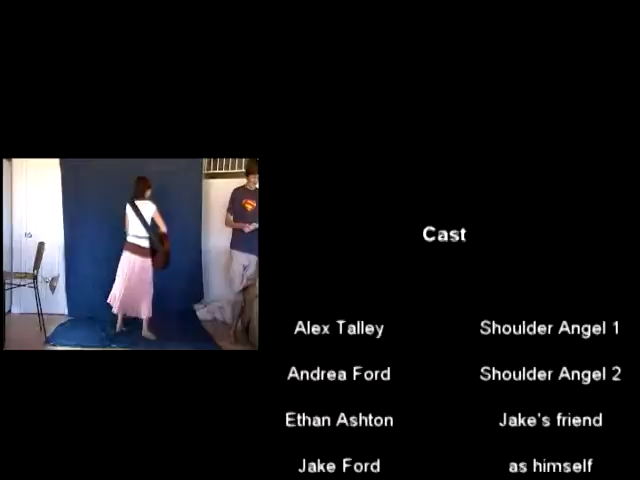 Cast
Alex Talley Shoulder Angel 1
Andrea Ford Shoulder Angel 2
Ethan Ashton Jake's friend
Jake Ford as himself